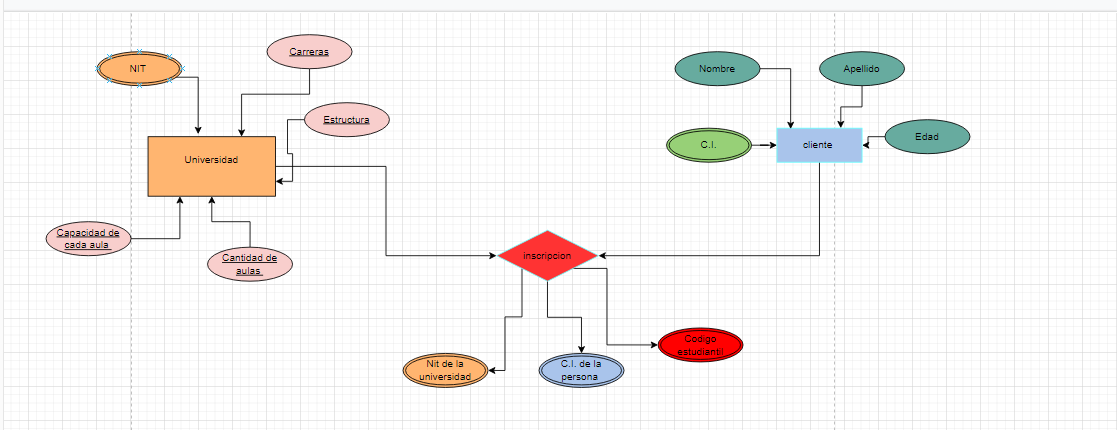 NIT
Carreras
Estructura
Universidad
Capacidad de
cada aula
Cantidad de
aulas
Nombre
Apellido
C.I.
cliente
Edad
inscripcion
Nit de la
universidad
C.I. de la
persona
Codigo
estudiantil